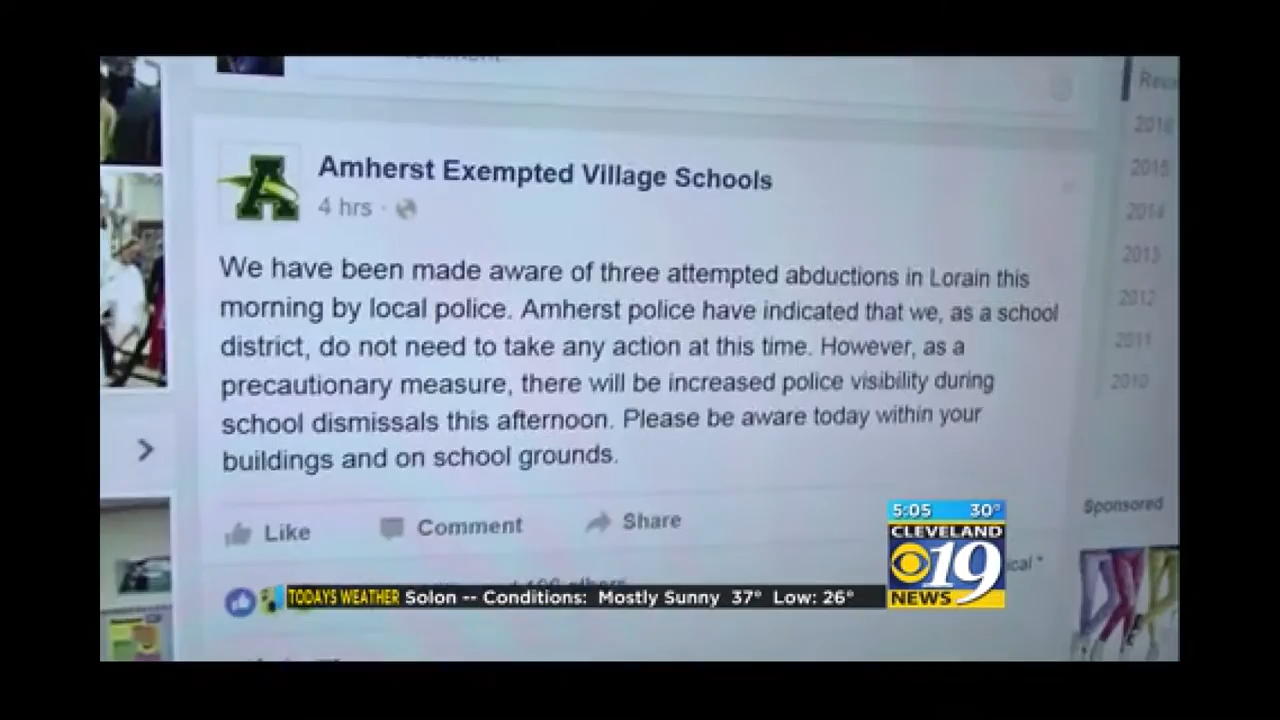 Amherst Exempted Village Schools
4 hrs ·
We have been made aware of three attempted abductions in Lorain this
morning by local police. Amherst police have indicated that we, as a school
district, do not need to take any action at this time. However, as a
precautionary measure, there will be increased police visibility during
school dismissals this afternoon. Please be aware today within your
buildings and on school grounds.
Like Comment Share
2016
2015
2014
2013
2012
2011
2010
Sponsored
5:05 30°
CLEVELAND
19
NEWS
TODAYS WEATHER Solon -- Conditions: Mostly Sunny 37° Low: 26°